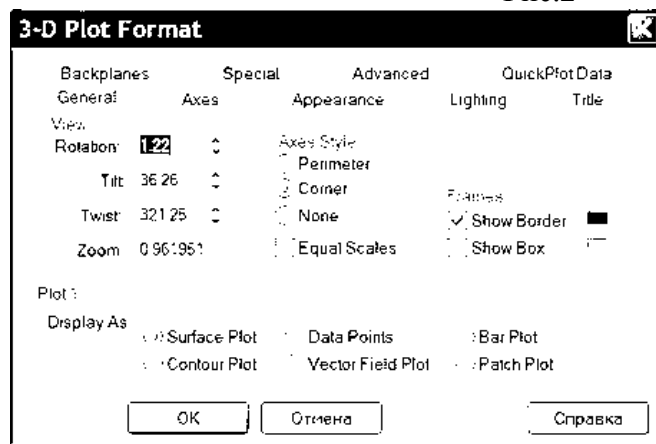 3-D Plot Format
Backplanes Special Advanced QuickPlot Data
General Axes Appearance Lighting Title
View
Rotation: 1.22
Axes Style
Perimeter
Tilt 36.26
Corner
Frames
Twist 321.25
None
Show Border
Zoom 0.961951
Equal Scales
Show Box
Plot 1
Display As
Surface Plot Data Points Bar Plot
Contour Plot Vector Field Plot Patch Plot
OK Отмена Справка